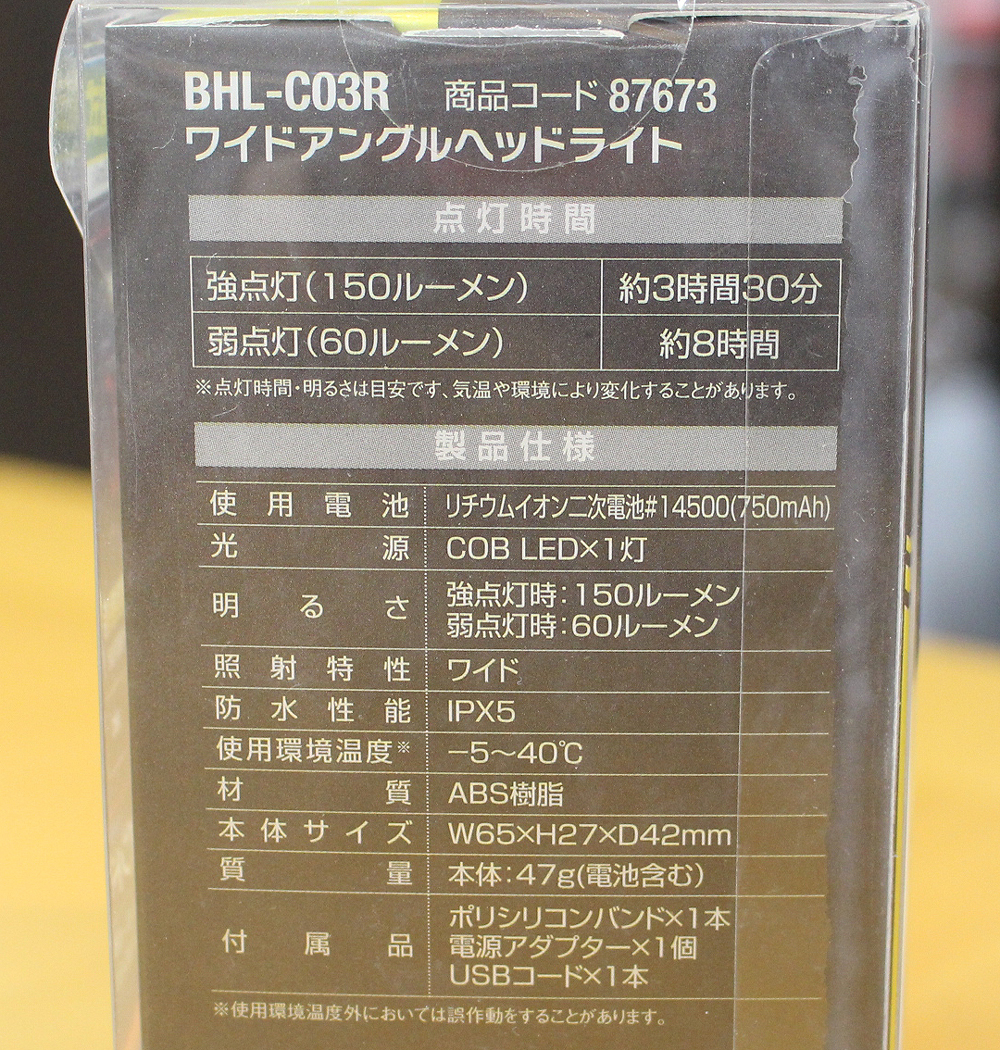 BHL-C03R 商品コード 87673
ワイドアングルヘッドライト
点灯時間
強点灯(150ルーメン) 約3時間30分
弱点灯(60ルーメン) 約8時間
※点灯時間・明るさは目安です、気温や環境により変化することがあります。
製品仕様
使用電池 リチウムイオン二次電池#14500(750mAh)
光源 COB LED×1灯
明るさ 強点灯時:150ルーメン
弱点灯時:60ルーメン
照射特性 ワイド
防水性能 IPX5
使用環境温度※ −5〜40℃
材質 ABS樹脂
本体サイズ W65×H27×D42mm
質量 本体:47g(電池含む)
付属品 ポリシリコンバンド×1本
電源アダプター×1個
USBコード×1本
※使用環境温度外においては誤作動をすることがあります。